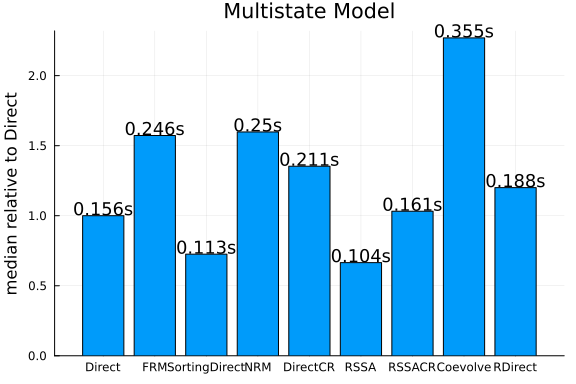 Multistate Model
median relative to Direct
2.0
1.5
1.0
0.5
0.0
0.156s
0.246s
0.113s
0.25s
0.211s
0.104s
0.161s
0.355s
0.188s
Direct FRM SortingDirect NRM DirectCR RSSA RSSACR Coevolve RDirect